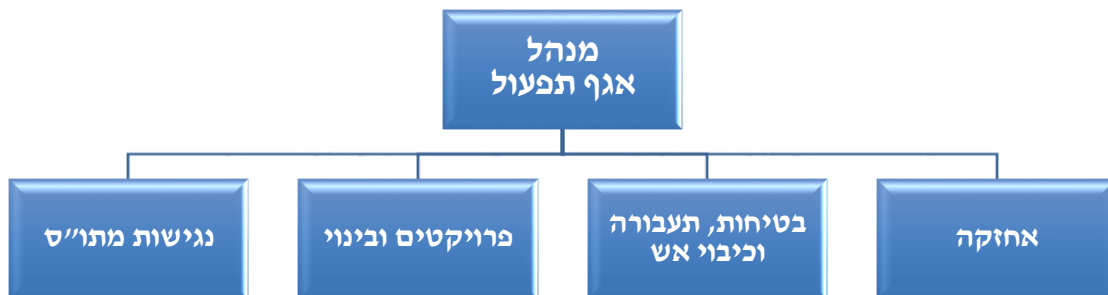 מנהל
אגף תפעול
אחזקה
בטיחות, תעבורה
וכיבוי אש
פרויקטים ובינוי
נגישות מתו״ס